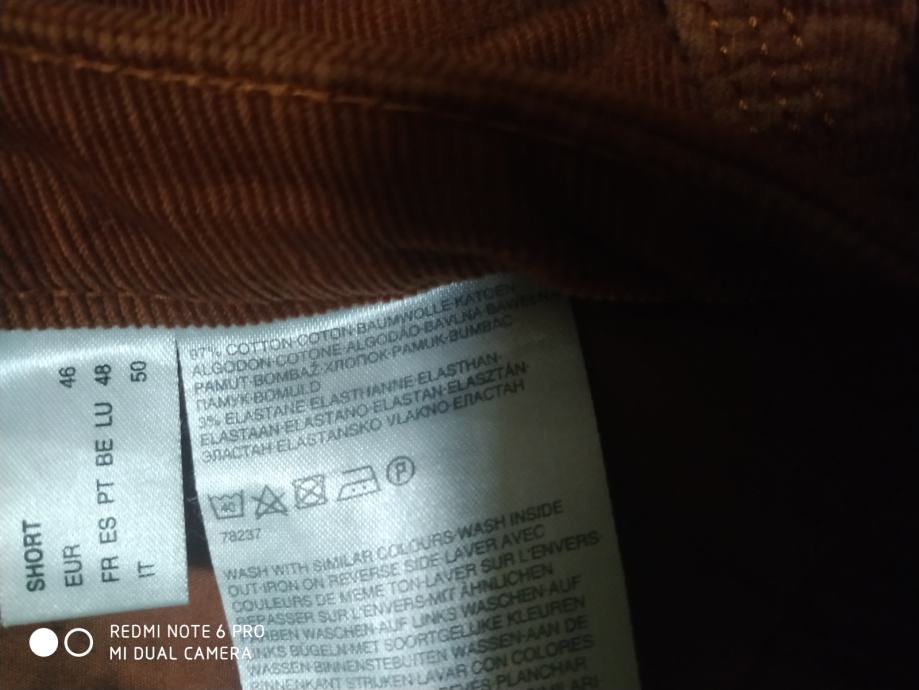 SHORT
EUR 46
FR ES PT BE LU 48
IT 50
97% COTTON·COTON·BAUMWOLLE·KATOEN
ALGODON·COTONE·ALGODÃO·BAVLNA·BAWEŁNA
PAMUT·BOMBAŽ·ХЛОПОК·PAMUK·BUMBAC
ПАМУК·BOMULD
3% ELASTANE·ELASTHANNE·ELASTHAN·
ELASTAAN·ELASTANO·ELASTAN·ELASZTÁN·
ЭЛАСТАН·ELASTANSKO VLAKNO·ЕЛАСТАН
40
P
78237
WASH WITH SIMILAR COLOURS·WASH INSIDE
OUT·IRON ON REVERSE SIDE·LAVER AVEC
COULEURS DE MEME TON·LAVER SUR L'ENVERS·
REPASSER SUR L'ENVERS·MIT ÄHNLICHEN
FARBEN WASCHEN·AUF LINKS WASCHEN·AUF
LINKS BÜGELN·MET SOORTGELIJKE KLEUREN
WASSEN·BINNENSTEBUITEN WASSEN·AAN DE
BINNENKANT STRIJKEN·LAVAR CON COLORES
PLANCHAR
REDMI NOTE 6 PRO
MI DUAL CAMERA